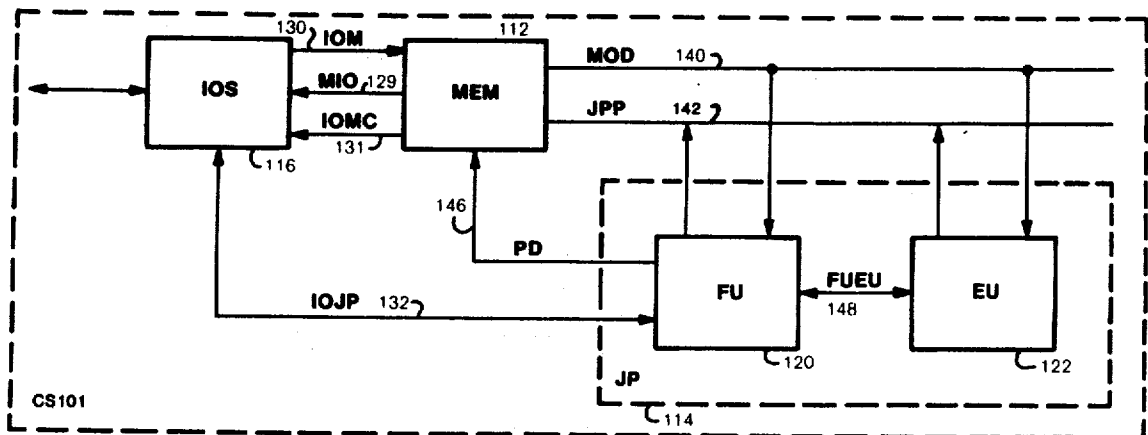 130 IOM 112
MOD 140
IOS
MIO 129
MEM
JPP 142
IOMC
131
116
146
PD
IOJP 132
FU
FUEU
148
EU
120
122
JP
CS101
114